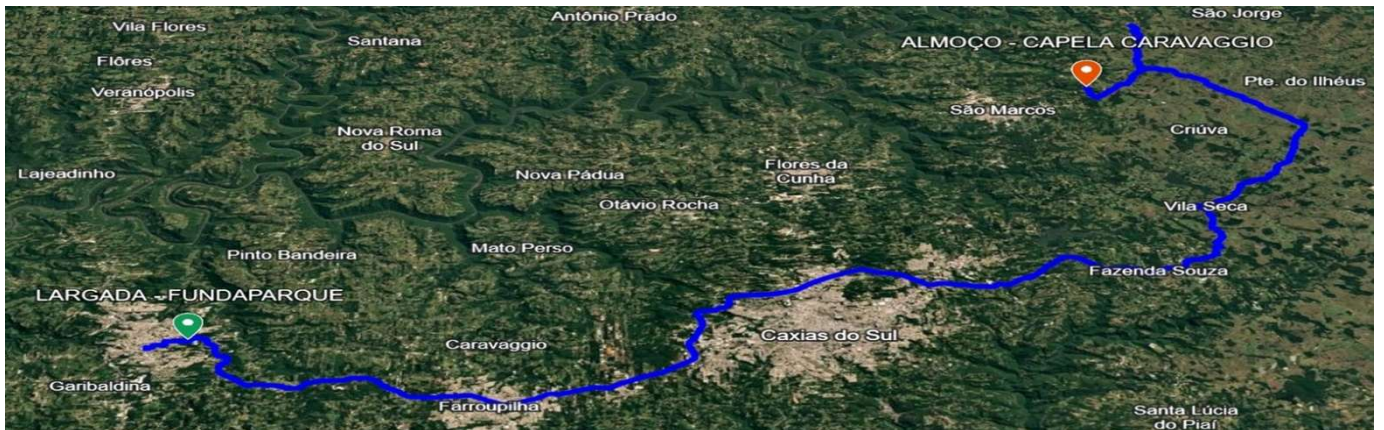 Vila Flores
Antônio Prado
São Jorge
Santana
ALMOÇO - CAPELA CARAVAGGIO
Flôres
Veranópolis
Pte. do Ilhéus
São Marcos
Nova Roma
do Sul
Criúva
Lajeadinho
Nova Pádua
Flores da
Cunha
Otávio Rocha
Vila Seca
Pinto Bandeira
Mato Perso
Fazenda Souza
LARGADA - FUNDAPARQUE
Caravaggio
Caxias do Sul
Garibaldina
Farroupilha
Santa Lúcia
do Piaí